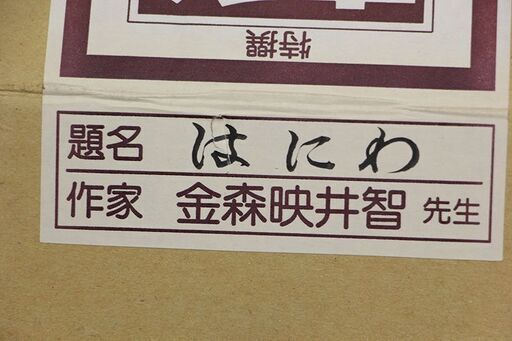 特撰
題名 はにわ
作家 金森映井智 先生